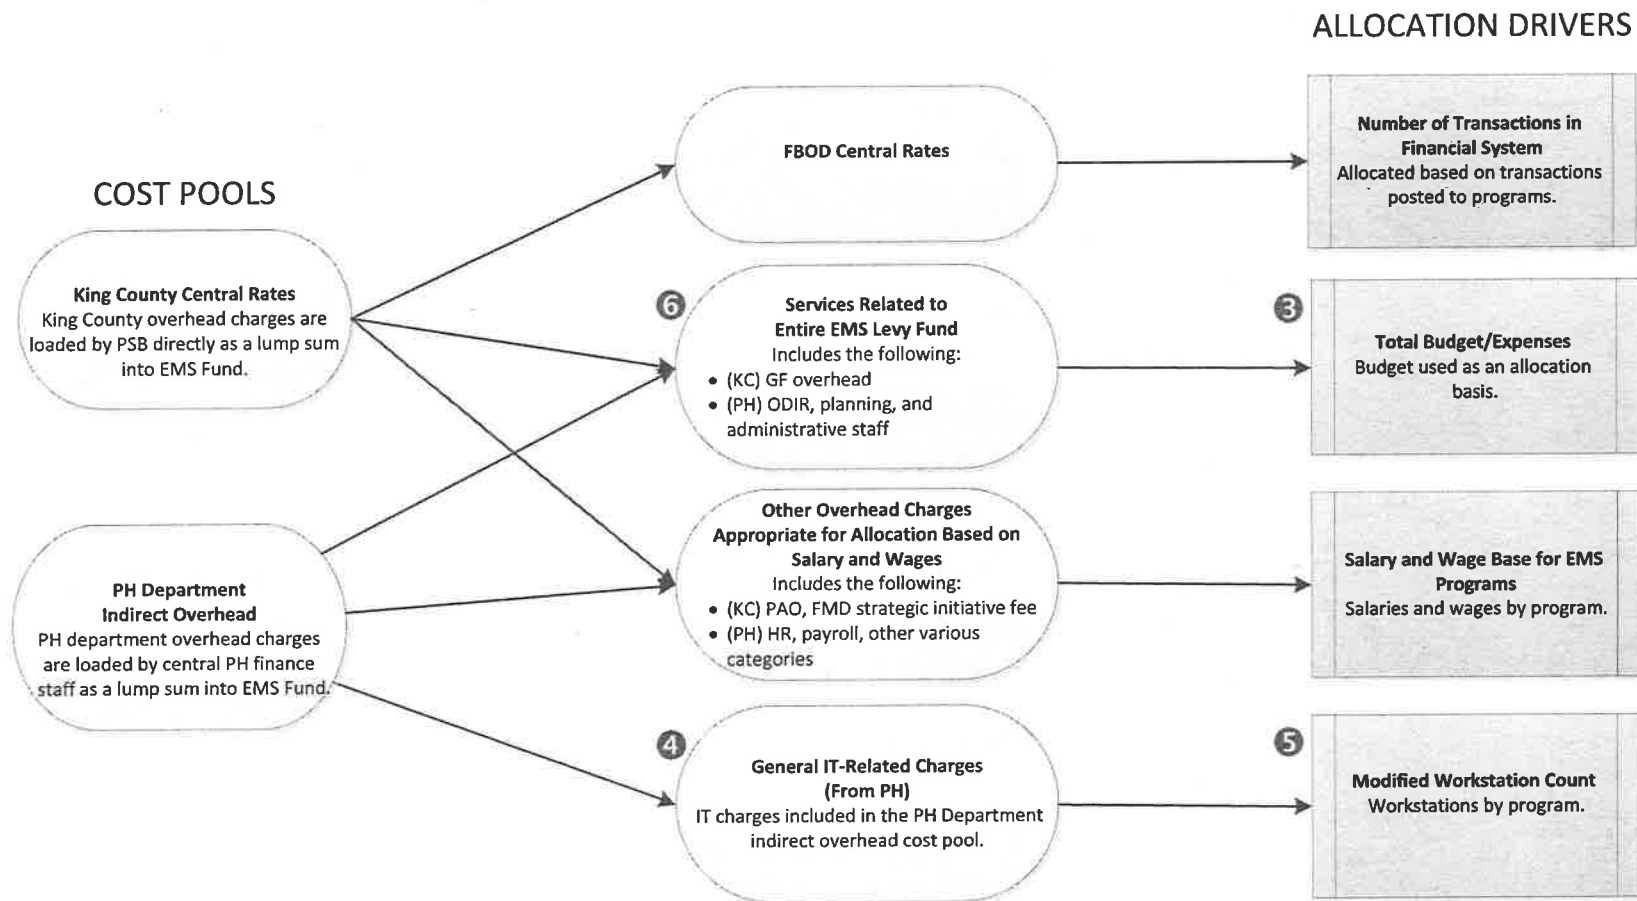 ALLOCATION DRIVERS
COST POOLS
King County Central Rates
King County overhead charges are
loaded by PSB directly as a lump sum
into EMS Fund.
PH Department
Indirect Overhead
PH department overhead charges
are loaded by central PH finance
staff as a lump sum into EMS Fund.
FBOD Central Rates
6
Services Related to
Entire EMS Levy Fund
Includes the following:
• (KC) GF overhead
• (PH) ODIR, planning, and
administrative staff
Other Overhead Charges
Appropriate for Allocation Based on
Salary and Wages
Includes the following:
• (KC) PAO, FMD strategic initiative fee
• (PH) HR, payroll, other various
categories
4
General IT-Related Charges
(From PH)
IT charges included in the PH Department
indirect overhead cost pool.
Number of Transactions in
Financial System
Allocated based on transactions
posted to programs.
3
Total Budget/Expenses
Budget used as an allocation
basis.
Salary and Wage Base for EMS
Programs
Salaries and wages by program.
5
Modified Workstation Count
Workstations by program.